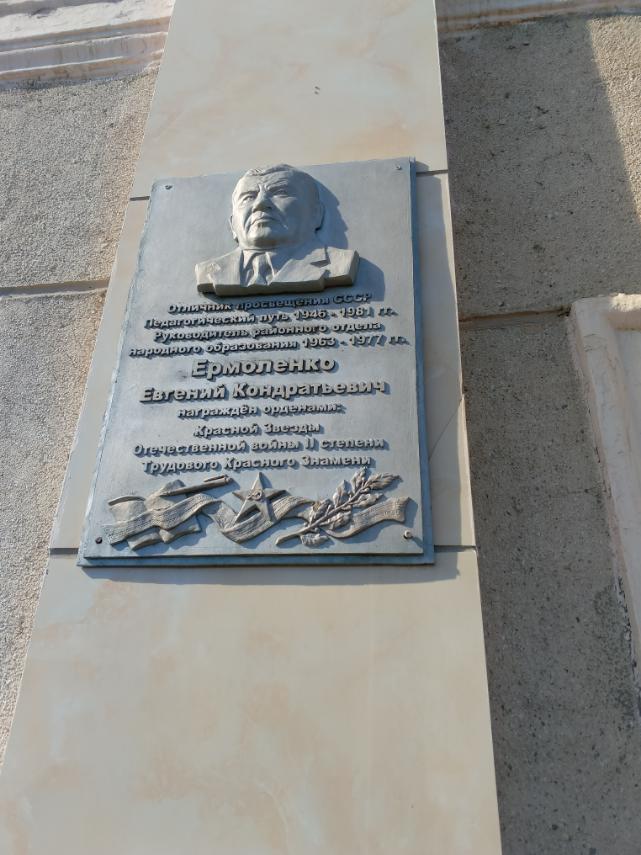 Отличник просвещения СССР
Педагогический путь 1946 - 1981 гг.
Руководитель районного отдела
народного образования 1963 - 1977 гг.
Ермоленко
Евгений Кондратьевич
награждён орденами:
Красной Звезды
Отечественной войны II степени
Трудового Красного Знамени